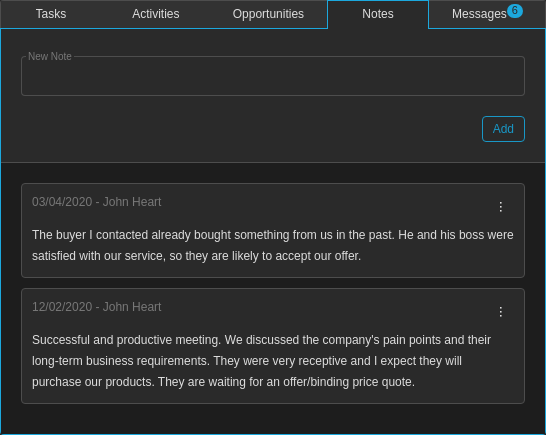 Tasks Activities Opportunities Notes Messages 6
New Note
Add
03/04/2020 - John Heart
The buyer I contacted already bought something from us in the past. He and his boss were
satisfied with our service, so they are likely to accept our offer.
12/02/2020 - John Heart
Successful and productive meeting. We discussed the company's pain points and their
long-term business requirements. They were very receptive and I expect they will
purchase our products. They are waiting for an offer/binding price quote.